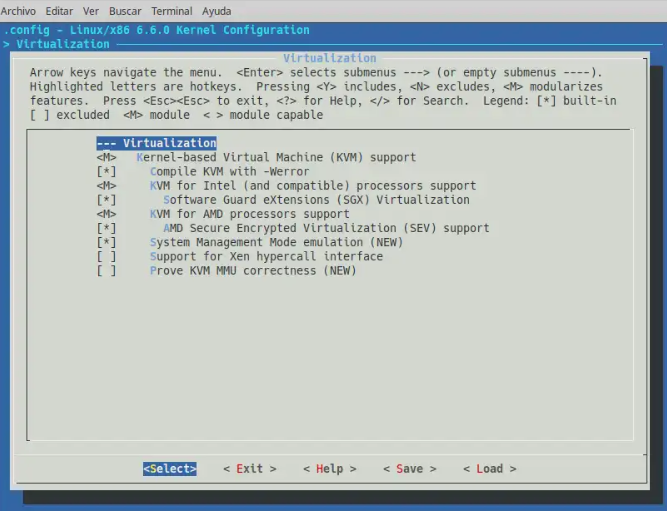 Archivo Editar Ver Buscar Terminal Ayuda
.config - Linux/x86 6.6.0 Kernel Configuration
> Virtualization
Virtualization
Arrow keys navigate the menu. <Enter> selects submenus ---> (or empty submenus ----).
Highlighted letters are hotkeys. Pressing <Y> includes, <N> excludes, <M> modularizes
features. Press <Esc><Esc> to exit, <?> for Help, </> for Search. Legend: [*] built-in
[ ] excluded <M> module < > module capable
--- Virtualization
<M> Kernel-based Virtual Machine (KVM) support
[*] Compile KVM with -Werror
<M> KVM for Intel (and compatible) processors support
[*] Software Guard eXtensions (SGX) Virtualization
<M> KVM for AMD processors support
[*] AMD Secure Encrypted Virtualization (SEV) support
[*] System Management Mode emulation (NEW)
[ ] Support for Xen hypercall interface
[ ] Prove KVM MMU correctness (NEW)
<Select> < Exit > < Help > < Save > < Load >